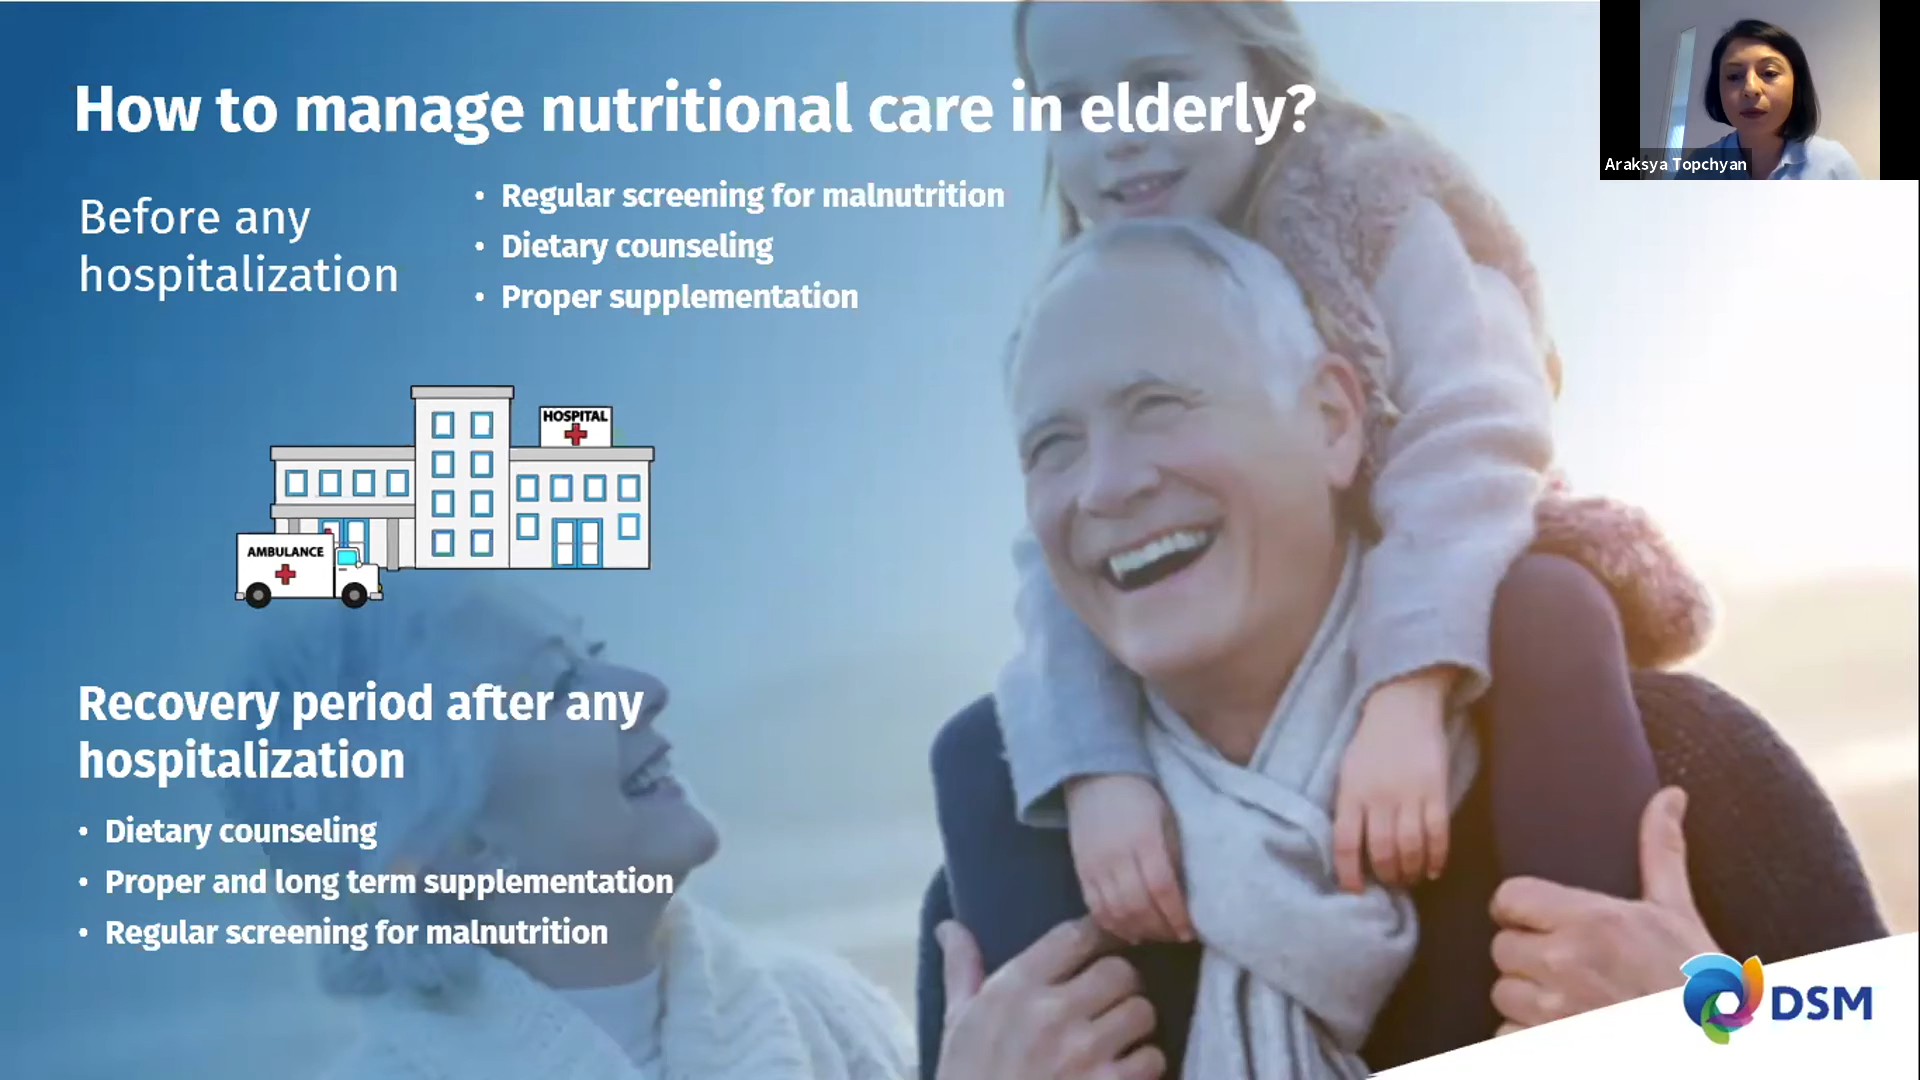 How to manage nutritional care in elderly?
Araksya Topchyan
Before any
hospitalization
• Regular screening for malnutrition
• Dietary counseling
• Proper supplementation
HOSPITAL
AMBULANCE
Recovery period after any
hospitalization
• Dietary counseling
• Proper and long term supplementation
• Regular screening for malnutrition
DSM